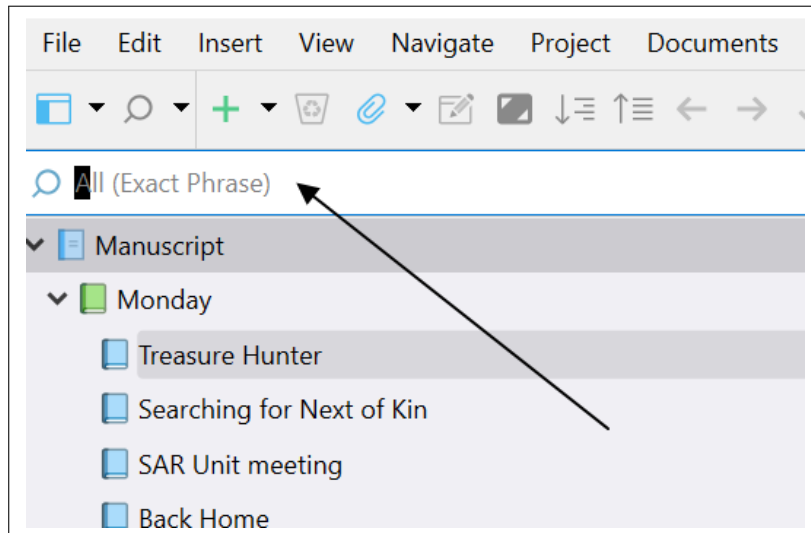 File Edit Insert View Navigate Project Documents
All (Exact Phrase)
Manuscript
Monday
Treasure Hunter
Searching for Next of Kin
SAR Unit meeting
Back Home